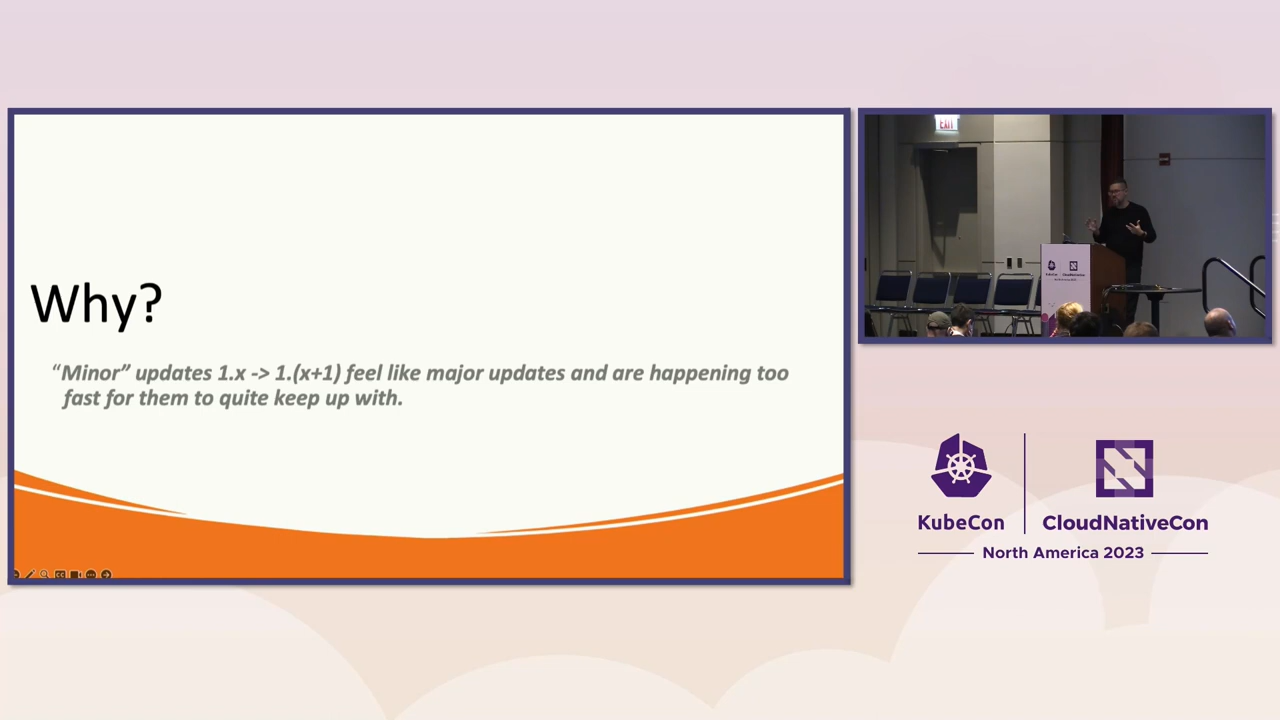 Why?
“Minor” updates 1.x -> 1.(x+1) feel like major updates and are happening too
fast for them to quite keep up with.
EXIT
KubeCon
CloudNativeCon
North America 2023